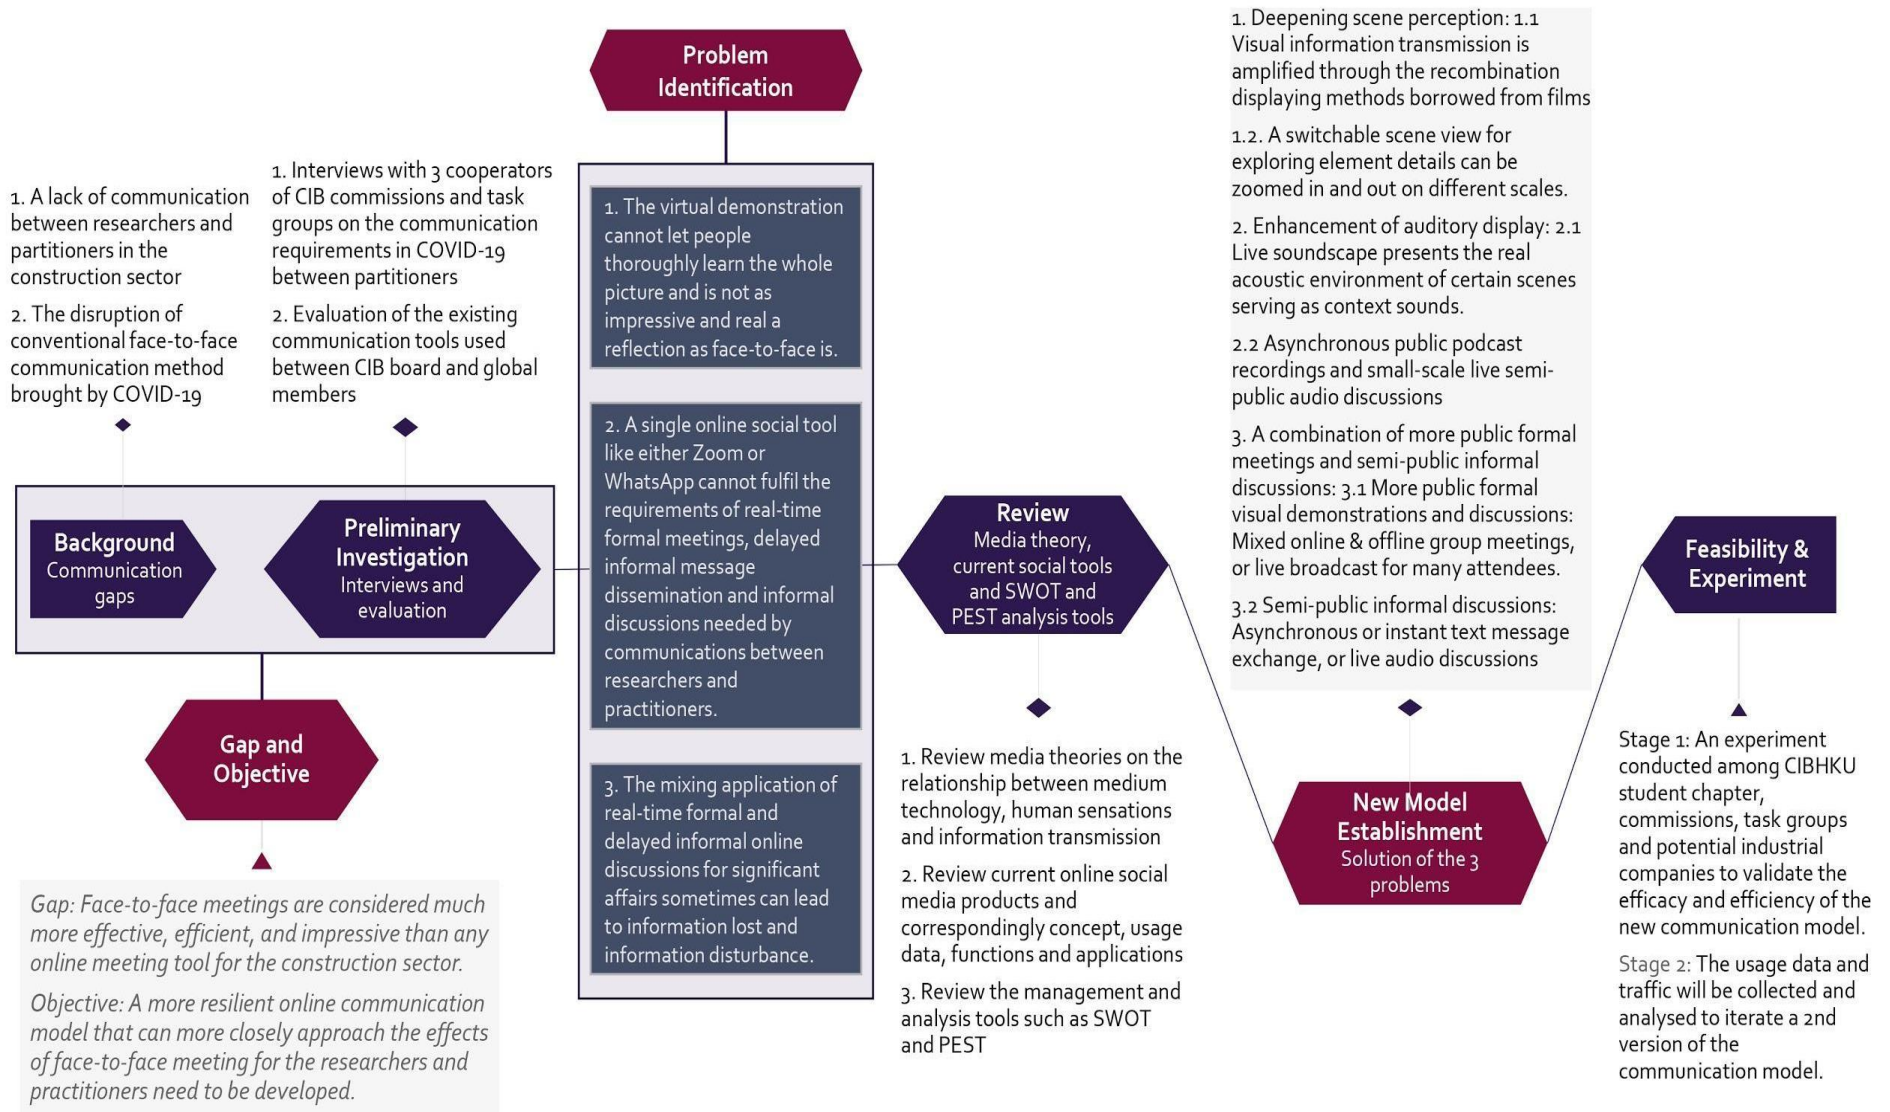 1. A lack of communication
between researchers and
partitioners in the
construction sector
2. The disruption of
conventional face-to-face
communication method
brought by COVID-19
1. Interviews with 3 cooperators
of CIB commissions and task
groups on the communication
requirements in COVID-19
between partitioners
2. Evaluation of the existing
communication tools used
between CIB board and global
members
Background
Communication
gaps
Preliminary
Investigation
Interviews and
evaluation
Gap and
Objective
Gap: Face-to-face meetings are considered much
more effective, efficient, and impressive than any
online meeting tool for the construction sector.
Objective: A more resilient online communication
model that can more closely approach the effects
of face-to-face meeting for the researchers and
practitioners need to be developed.
Problem
Identification
1. The virtual demonstration
cannot let people
thoroughly learn the whole
picture and is not as
impressive and real a
reflection as face-to-face is.
2. A single online social tool
like either Zoom or
WhatsApp cannot fulfil the
requirements of real-time
formal meetings, delayed
informal message
dissemination and informal
discussions needed by
communications between
researchers and
practitioners.
3. The mixing application of
real-time formal and
delayed informal online
discussions for significant
affairs sometimes can lead
to information lost and
information disturbance.
Review
Media theory,
current social tools
and SWOT and
PEST analysis tools
1. Review media theories on the
relationship between medium
technology, human sensations
and information transmission
2. Review current online social
media products and
correspondingly concept, usage
data, functions and applications
3. Review the management and
analysis tools such as SWOT
and PEST
1. Deepening scene perception: 1.1
Visual information transmission is
amplified through the recombination
displaying methods borrowed from films
1.2. A switchable scene view for
exploring element details can be
zoomed in and out on different scales.
2. Enhancement of auditory display: 2.1
Live soundscape presents the real
acoustic environment of certain scenes
serving as context sounds.
2.2 Asynchronous public podcast
recordings and small-scale live semi-
public audio discussions
3. A combination of more public formal
meetings and semi-public informal
discussions: 3.1 More public formal
visual demonstrations and discussions:
Mixed online & offline group meetings,
or live broadcast for many attendees.
3.2 Semi-public informal discussions:
Asynchronous or instant text message
exchange, or live audio discussions
New Model
Establishment
Solution of the 3
problems
Feasibility &
Experiment
Stage 1: An experiment
conducted among CIBHKU
student chapter,
commissions, task groups
and potential industrial
companies to validate the
efficacy and efficiency of the
new communication model.
Stage 2: The usage data and
traffic will be collected and
analysed to iterate a 2nd
version of the
communication model.